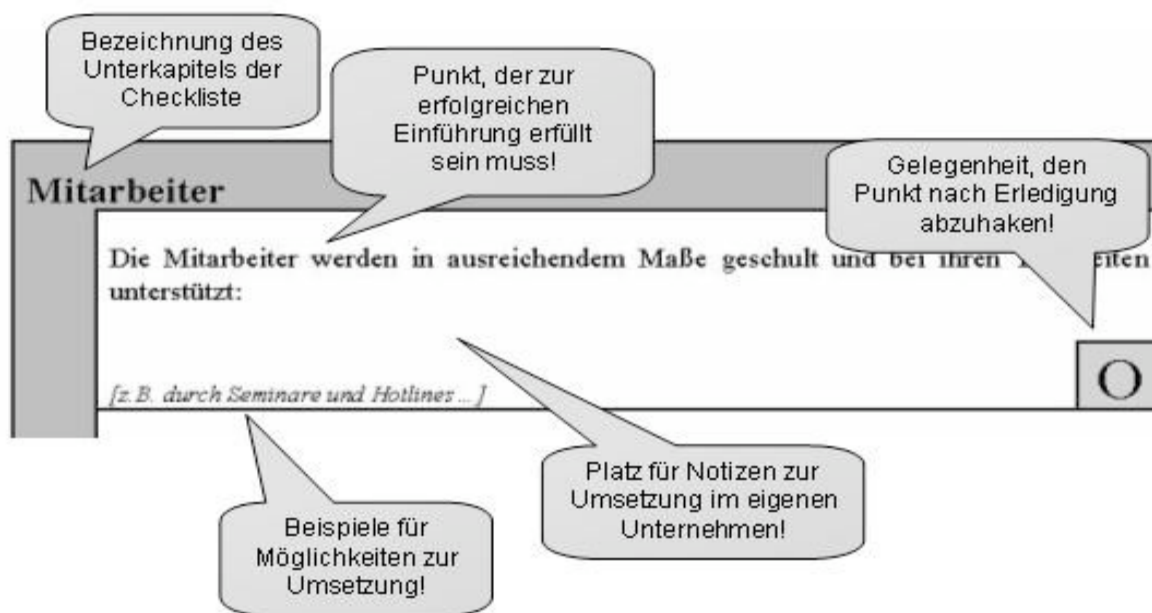 Bezeichnung des
Unterkapitels der
Checkliste
Punkt, der zur
erfolgreichen
Einführung erfüllt
sein muss!
Gelegenheit, den
Punkt nach Erledigung
abzuhaken!
Mitarbeiter
Die Mitarbeiter werden in ausreichendem Maße geschult und bei ihren
unterstützt:
[z.B. durch Seminare und Hotlines ... ]
O
Platz für Notizen zur
Umsetzung im eigenen
Unternehmen!
Beispiele für
Möglichkeiten zur
Umsetzung!